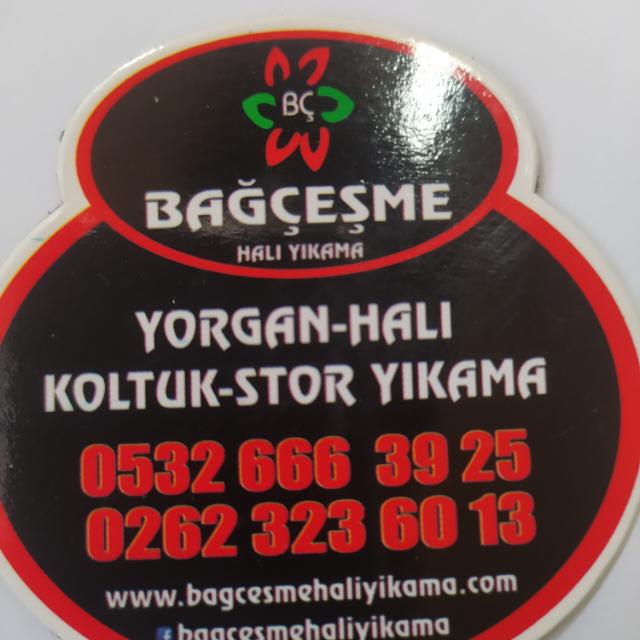 BÇ
BAĞÇEŞME
HALI YIKAMA
YORGAN-HALI
KOLTUK-STOR YIKAMA
0532 666 39 25
0262 323 60 13
www.bagcesmehaliyikama.com
f bagcesmehaliyikama